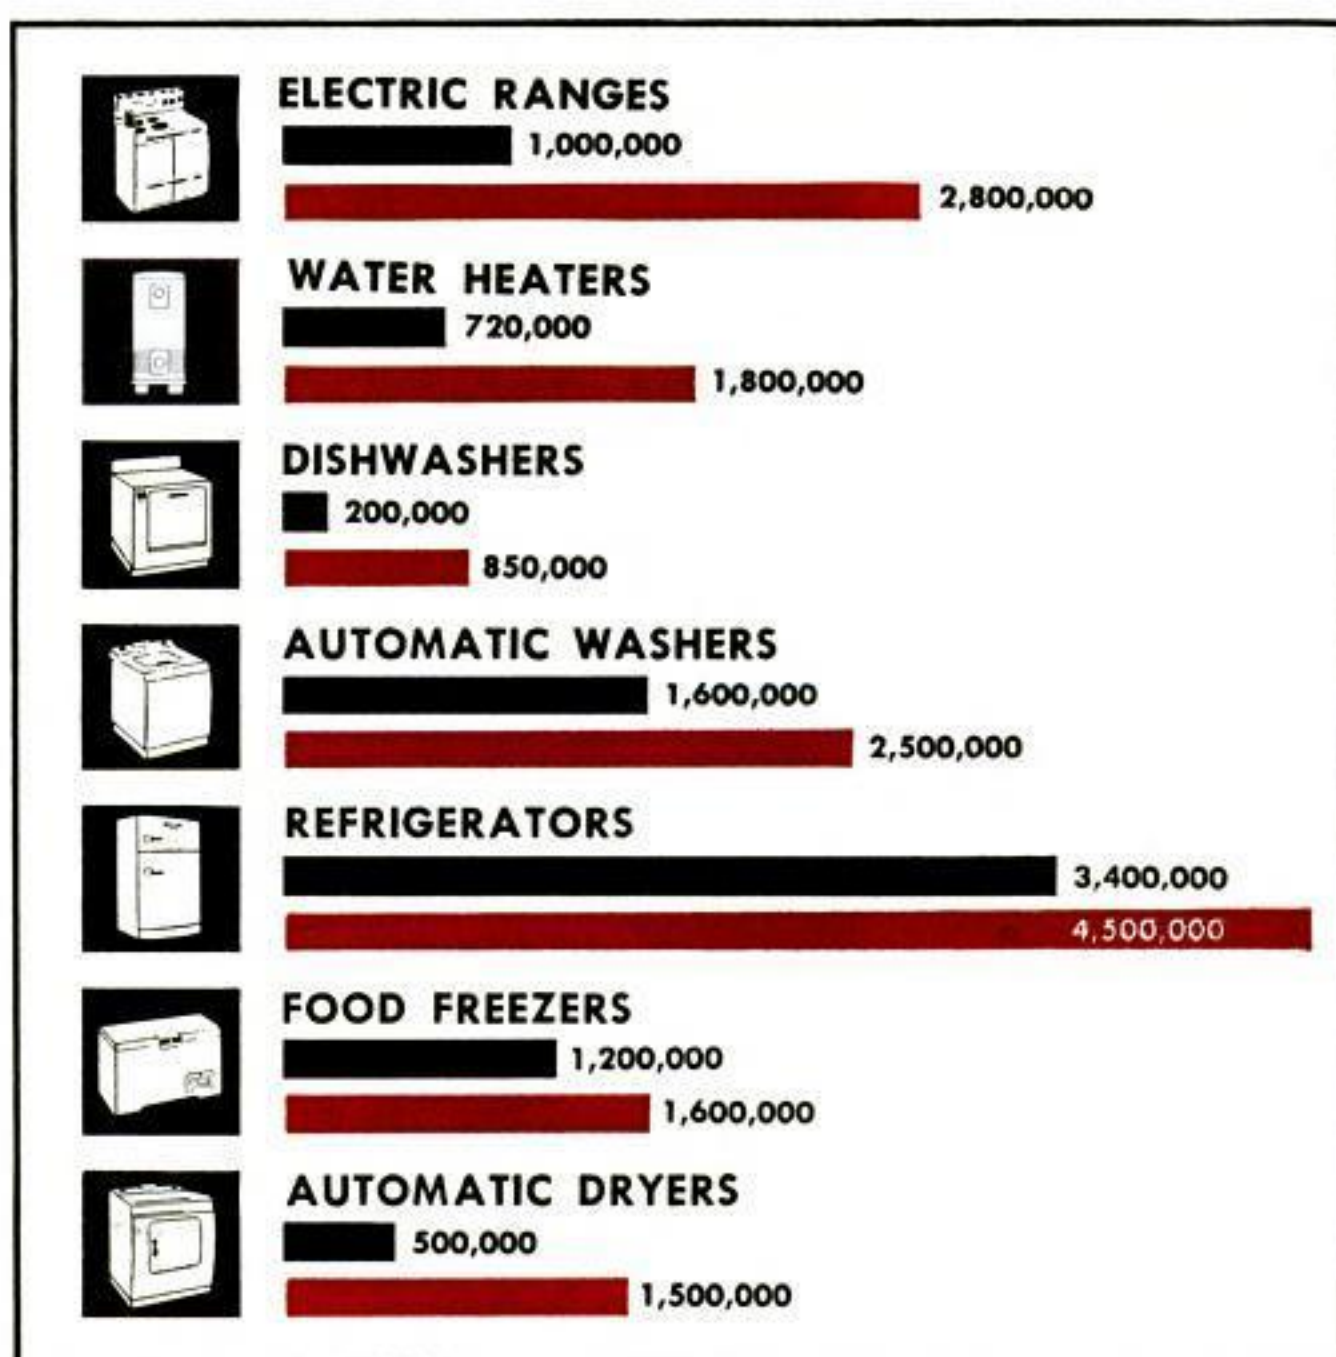 ELECTRIC RANGES
1,000,000
2,800,000
WATER HEATERS
720,000
1,800,000
DISHWASHERS
200,000
850,000
AUTOMATIC WASHERS
1,600,000
2,500,000
REFRIGERATORS
3,400,000
4,500,000
FOOD FREEZERS
1,200,000
1,600,000
AUTOMATIC DRYERS
500,000
1,500,000